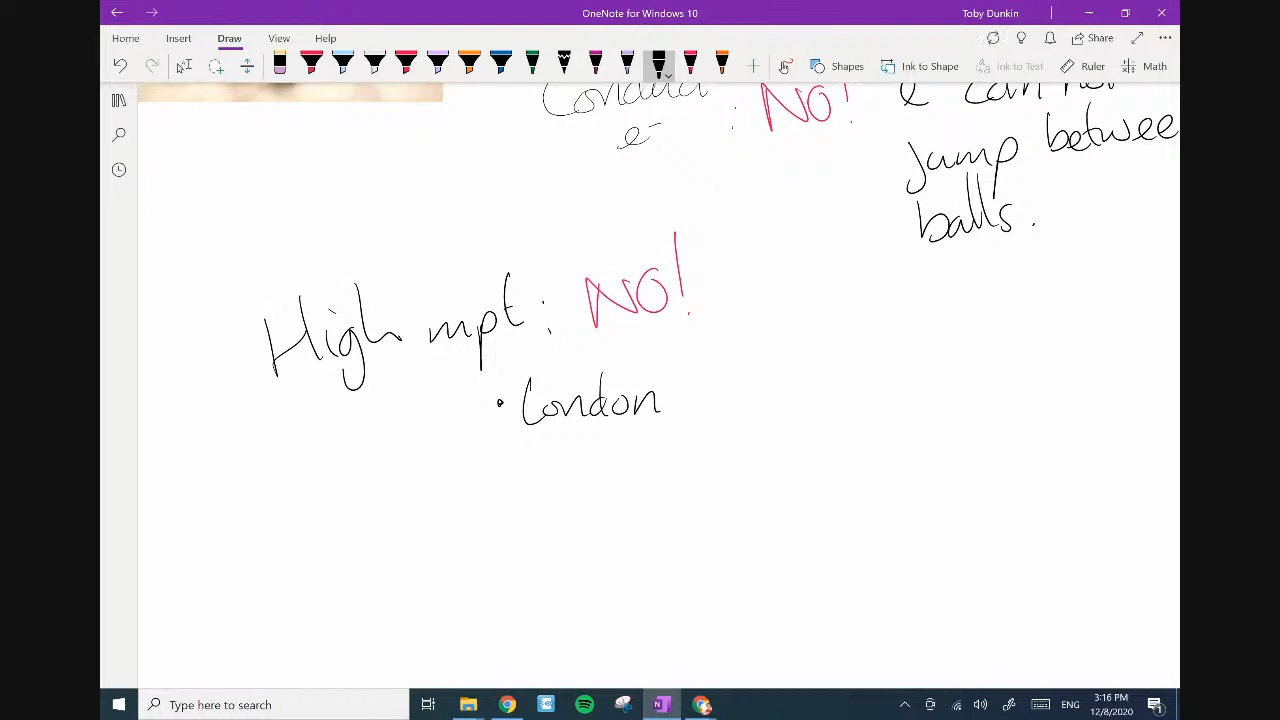 OneNote for Windows 10
Toby Dunkin
Home Insert Draw View Help
Share
Shapes Ink to Shape Ink to Text Ruler Math
NO!
e can not
e-
jump betwee
balls.
High mpt: NO!
• London
Type here to search
ENG
3:16 PM
12/8/2020
1